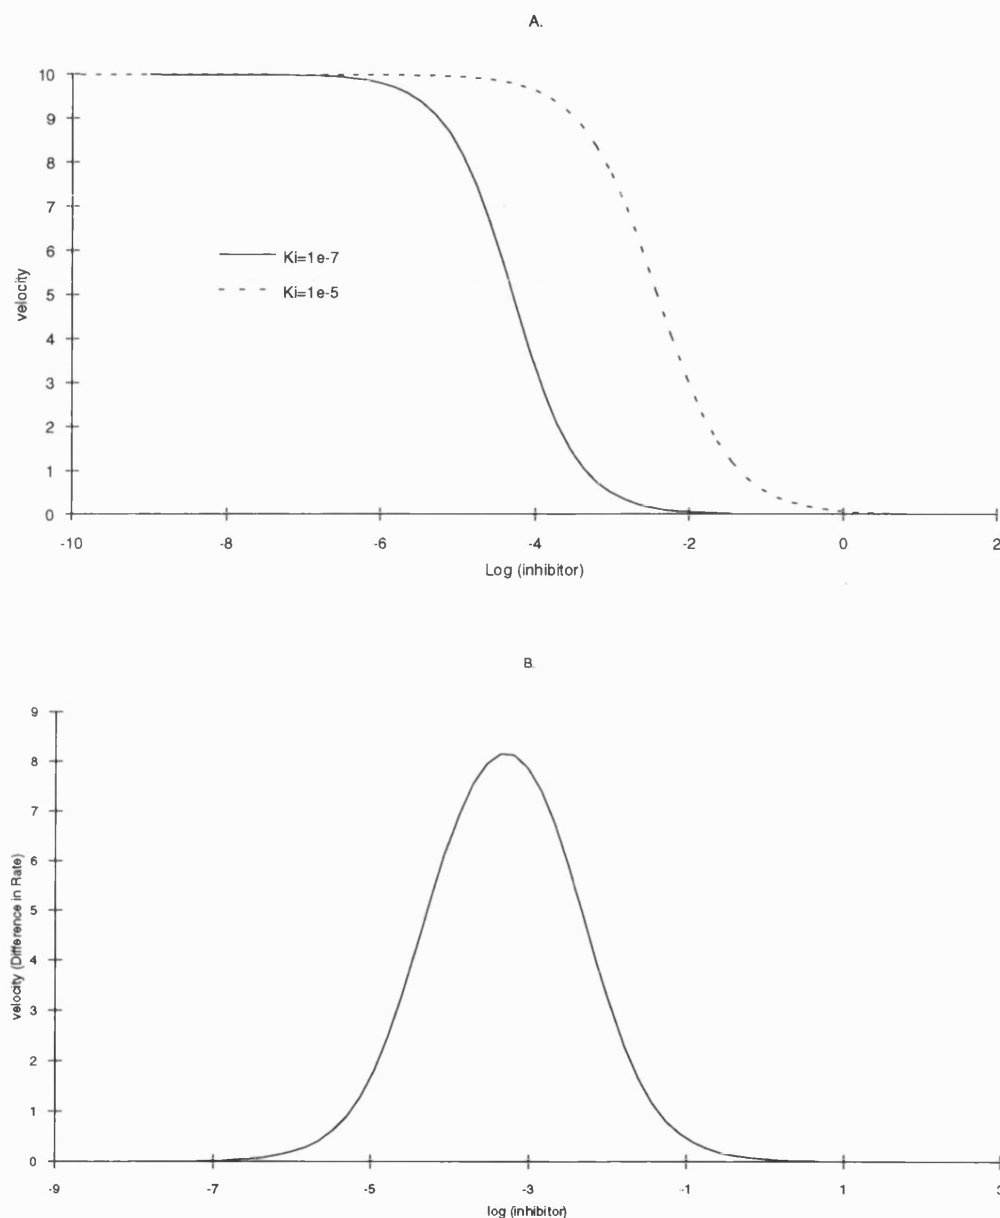 A.
10
9
8
7
6
5
4
3
2
1
0
velocity
Ki=1e-7
Ki=1e-5
-10 -8 -6 -4 -2 0 2
Log (inhibitor)
B.
9
8
7
6
5
4
3
2
1
0
velocity (Difference in Rate)
-9 -7 -5 -3 -1 1 3
log (inhibitor)